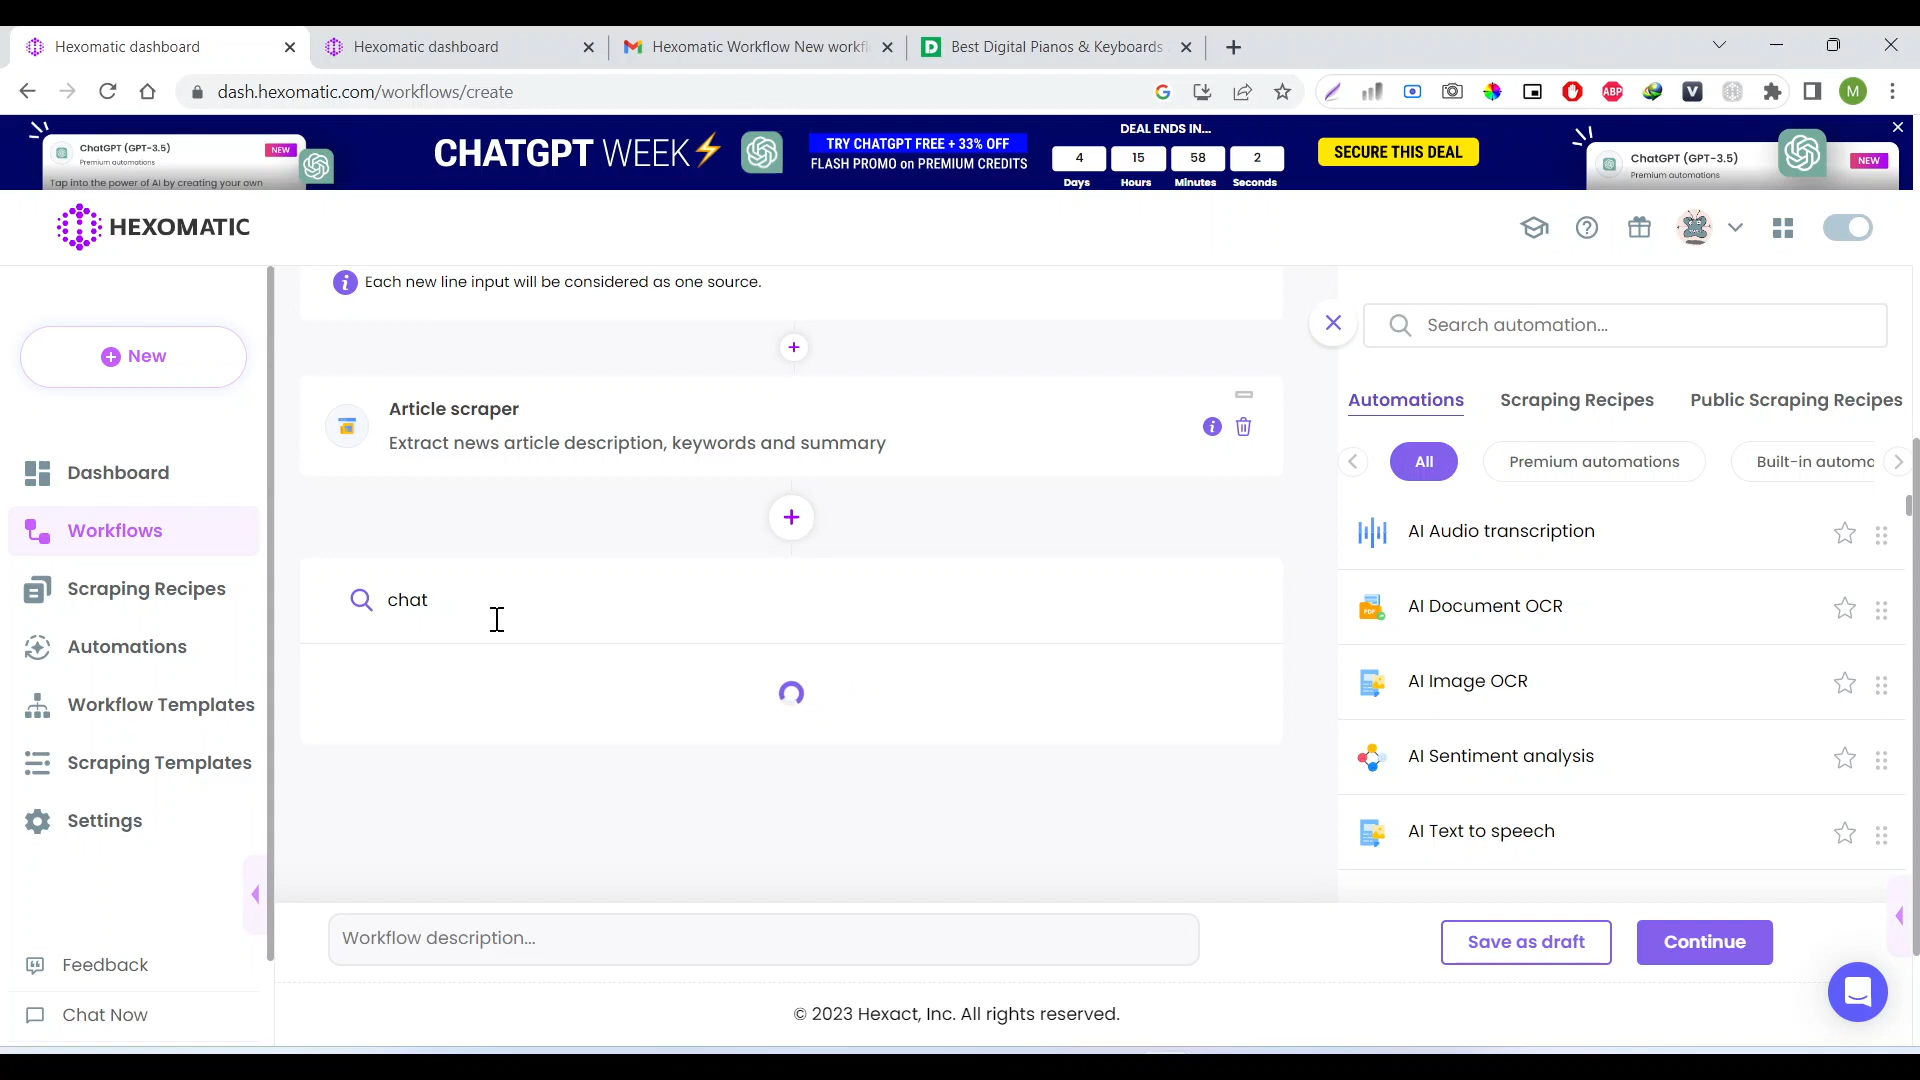 Hexomatic dashboard
Hexomatic dashboard
Hexomatic Workflow New workfl
Best Digital Pianos & Keyboards
dash.hexomatic.com/workflows/create
ABP
V
M
ChatGPT (GPT-3.5)
Premium automations
NEW
Tap into the power of AI by creating your own
CHATGPT WEEK
TRY CHATGPT FREE + 33% OFF
FLASH PROMO on PREMIUM CREDITS
DEAL ENDS IN...
4 15 58 2
Days Hours Minutes Seconds
SECURE THIS DEAL
ChatGPT (GPT-3.5)
Premium automations
NEW
HEXOMATIC
New
Dashboard
Workflows
Scraping Recipes
Automations
Workflow Templates
Scraping Templates
Settings
Feedback
Chat Now
Each new line input will be considered as one source.
Article scraper
Extract news article description, keywords and summary
chat
Search automation...
Automations Scraping Recipes Public Scraping Recipes
All Premium automations Built-in automa
AI Audio transcription
AI Document OCR
AI Image OCR
AI Sentiment analysis
AI Text to speech
Workflow description...
Save as draft
Continue
© 2023 Hexact, Inc. All rights reserved.